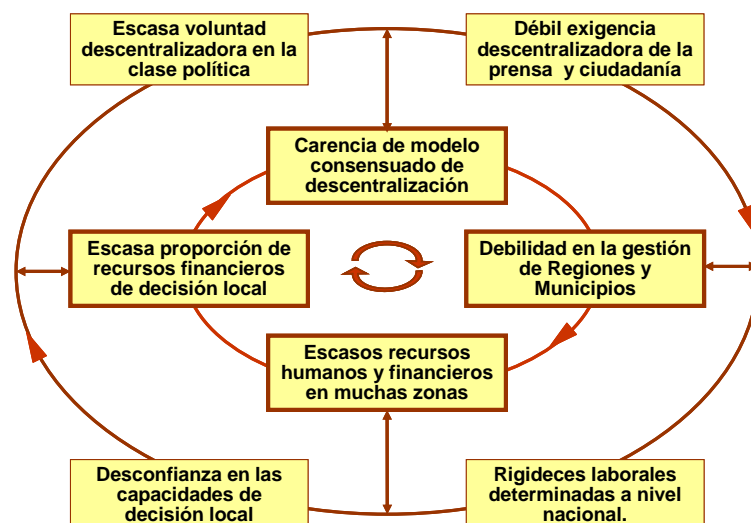 Escasa voluntad
descentralizadora en la
clase política
Débil exigencia
descentralizadora de la
prensa y ciudadanía
Carencia de modelo
consensuado de
descentralización
Escasa proporción de
recursos financieros
de decisión local
Debilidad en la gestión
de Regiones y
Municipios
Escasos recursos
humanos y financieros
en muchas zonas
Desconfianza en las
capacidades de
decisión local
Rigideces laborales
determinadas a nivel
nacional.